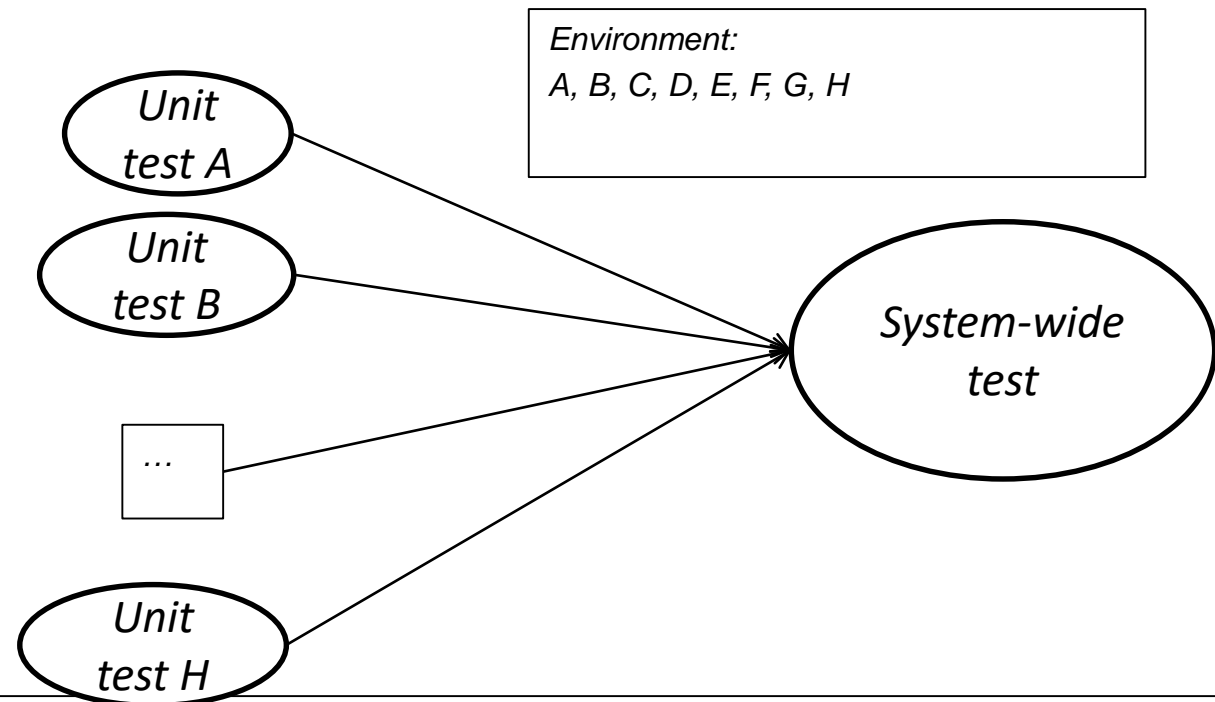 Environment:
A, B, C, D, E, F, G, H
Unit
test A
Unit
test B
System-wide
test
...
Unit
test H